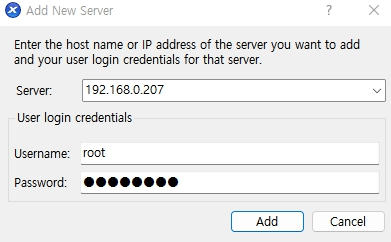 Add New Server
?
Enter the host name or IP address of the server you want to add
and your user login credentials for that server.
Server: 192.168.0.207
User login credentials
Username: root
Password: ●●●●●●●●
Add Cancel